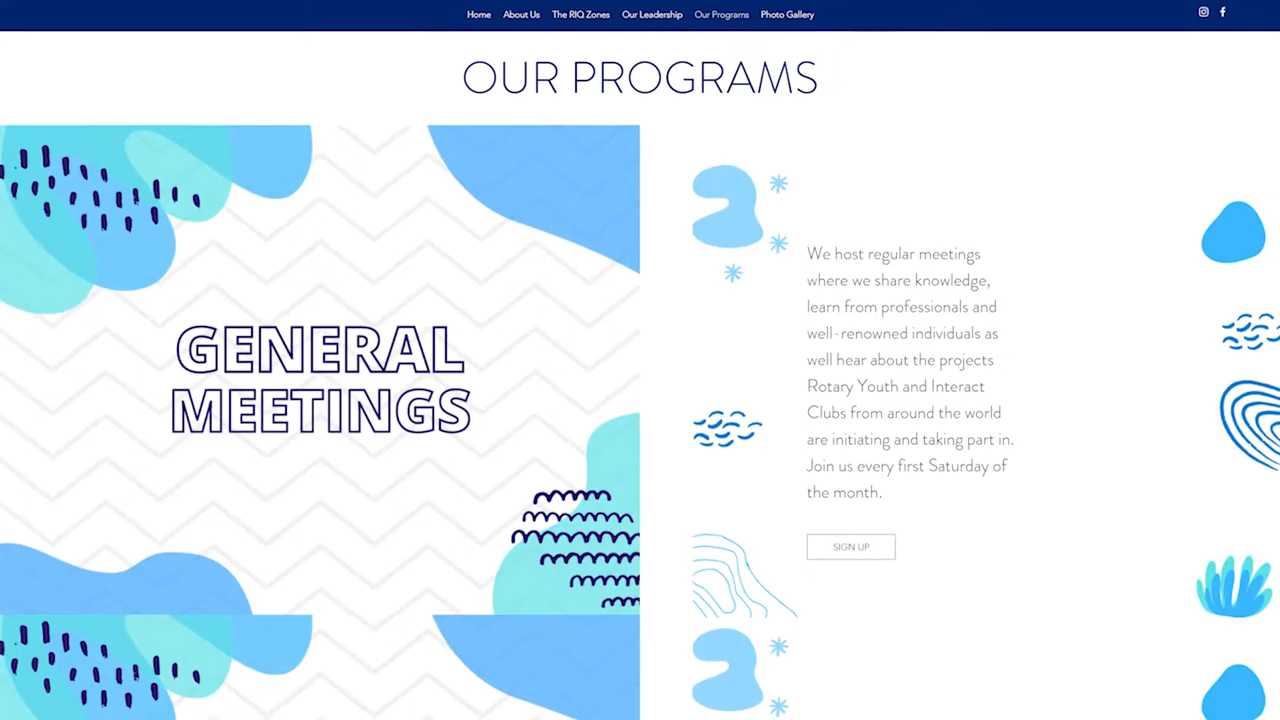 Home About Us The RIQ Zones Our Leadership Our Programs Photo Gallery
OUR PROGRAMS
GENERAL
MEETINGS
We host regular meetings
where we share knowledge,
learn from professionals and
well-renowned individuals as
well hear about the projects
Rotary Youth and Interact
Clubs from around the world
are initiating and taking part in.
Join us every first Saturday of
the month.
SIGN UP